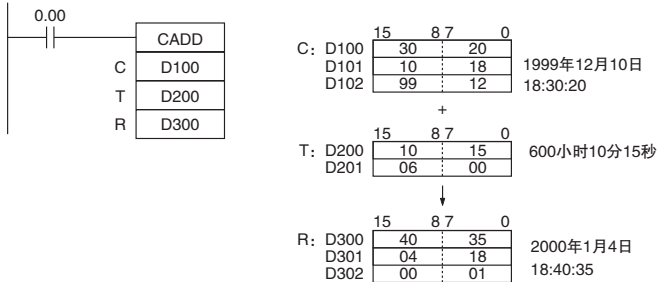 0.00
CADD
C D100
T D200
R D300
15 8 7 0
C: D100 30 20
D101 10 18
D102 99 12
1999年12月10日
18:30:20
+
15 8 7 0
T: D200 10 15
D201 06 00
600小时10分15秒
15 8 7 0
R: D300 40 35
D301 04 18
D302 00 01
2000年1月4日
18:40:35